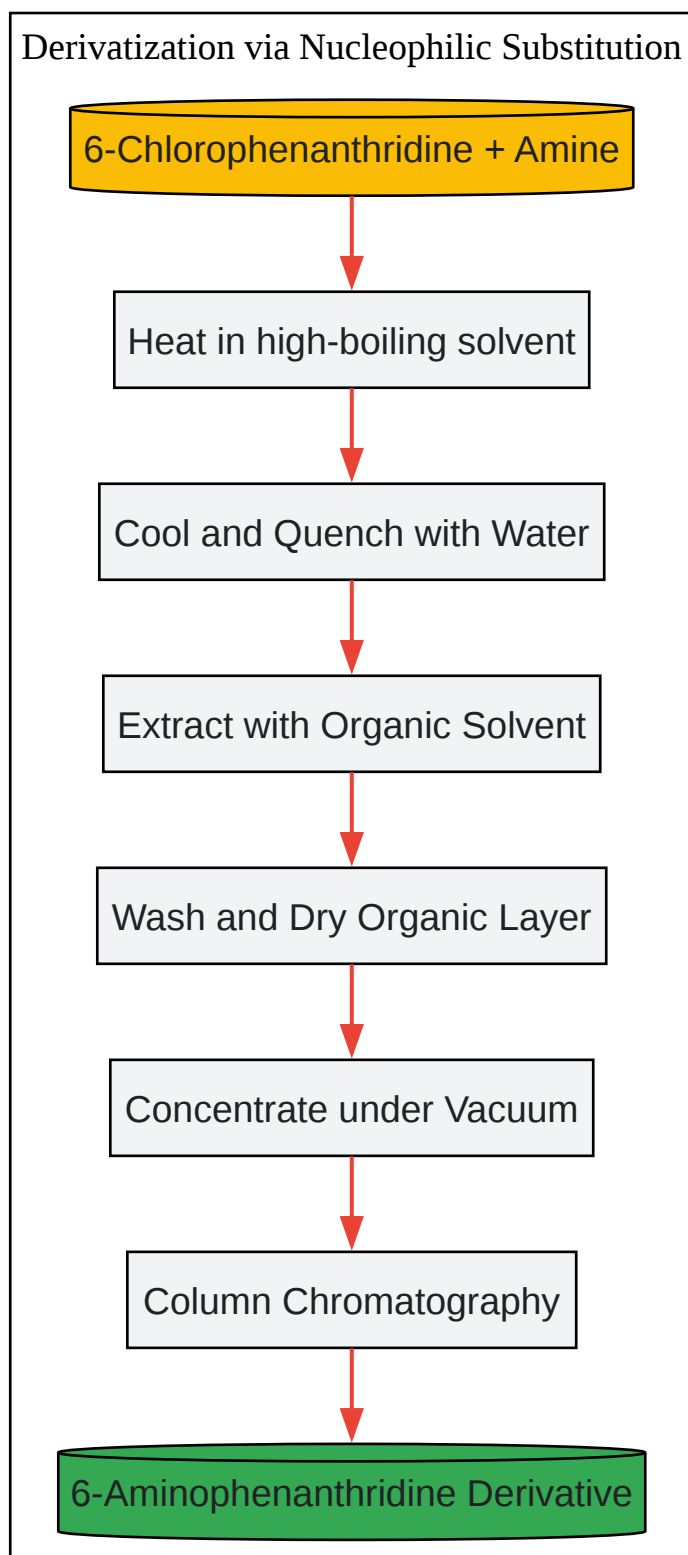 Derivatization via Nucleophilic Substitution
6-Chlorophenanthridine + Amine
Heat in high-boiling solvent
Cool and Quench with Water
Extract with Organic Solvent
Wash and Dry Organic Layer
Concentrate under Vacuum
Column Chromatography
6-Aminophenanthridine Derivative